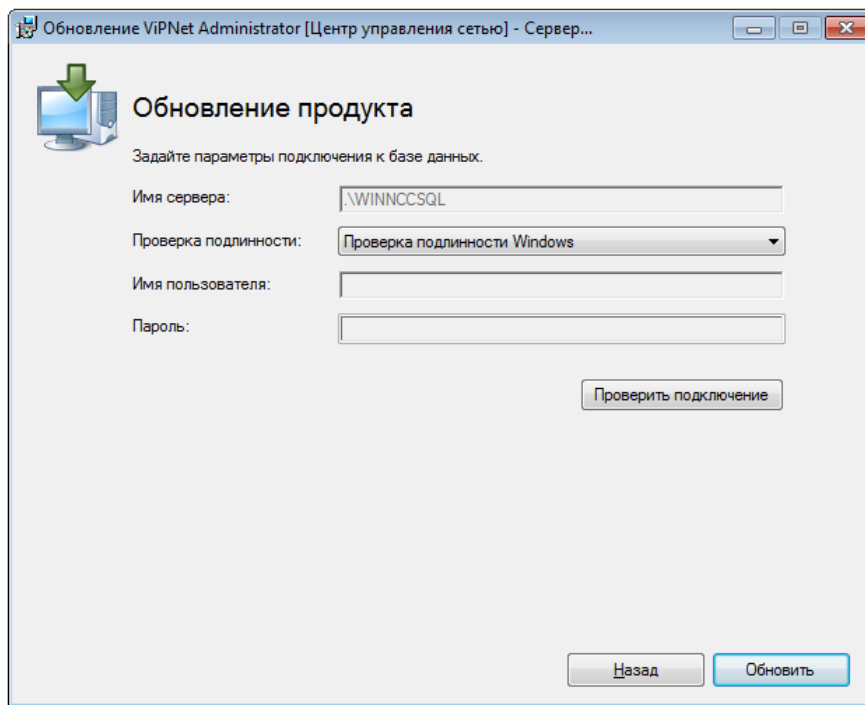 Обновление ViPNet Administrator [Центр управления сетью] - Сервер...
Обновление продукта
Задайте параметры подключения к базе данных.
Имя сервера:
.\WINNCCSQL
Проверка подлинности:
Проверка подлинности Windows
Имя пользователя:
Пароль:
Проверить подключение
Назад
Обновить